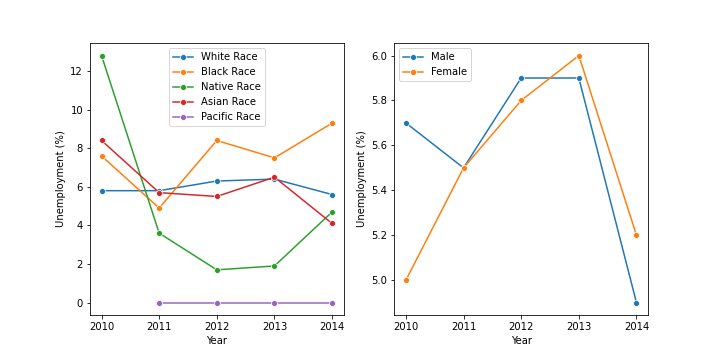 White Race
Black Race
Native Race
Asian Race
Pacific Race
Unemployment (%)
12
10
8
6
4
2
0
2010 2011 2012 2013 2014
Year
Male
Female
Unemployment (%)
6.0
5.8
5.6
5.4
5.2
5.0
2010 2011 2012 2013 2014
Year